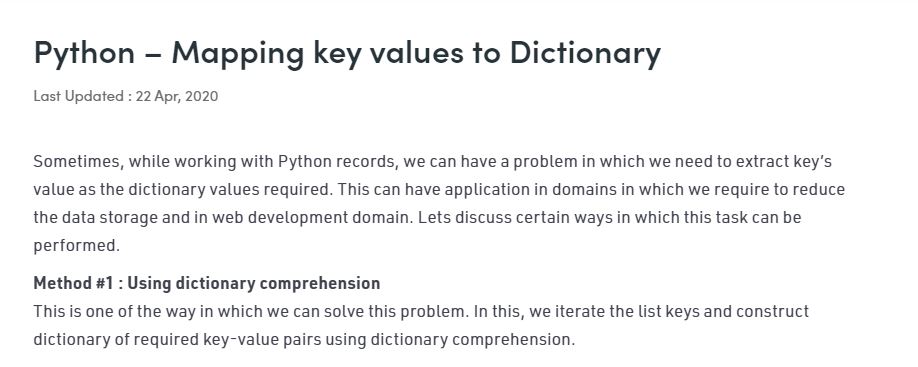 Python – Mapping key values to Dictionary
Last Updated : 22 Apr, 2020
Sometimes, while working with Python records, we can have a problem in which we need to extract key's
value as the dictionary values required. This can have application in domains in which we require to reduce
the data storage and in web development domain. Lets discuss certain ways in which this task can be
performed.
Method #1 : Using dictionary comprehension
This is one of the way in which we can solve this problem. In this, we iterate the list keys and construct
dictionary of required key-value pairs using dictionary comprehension.